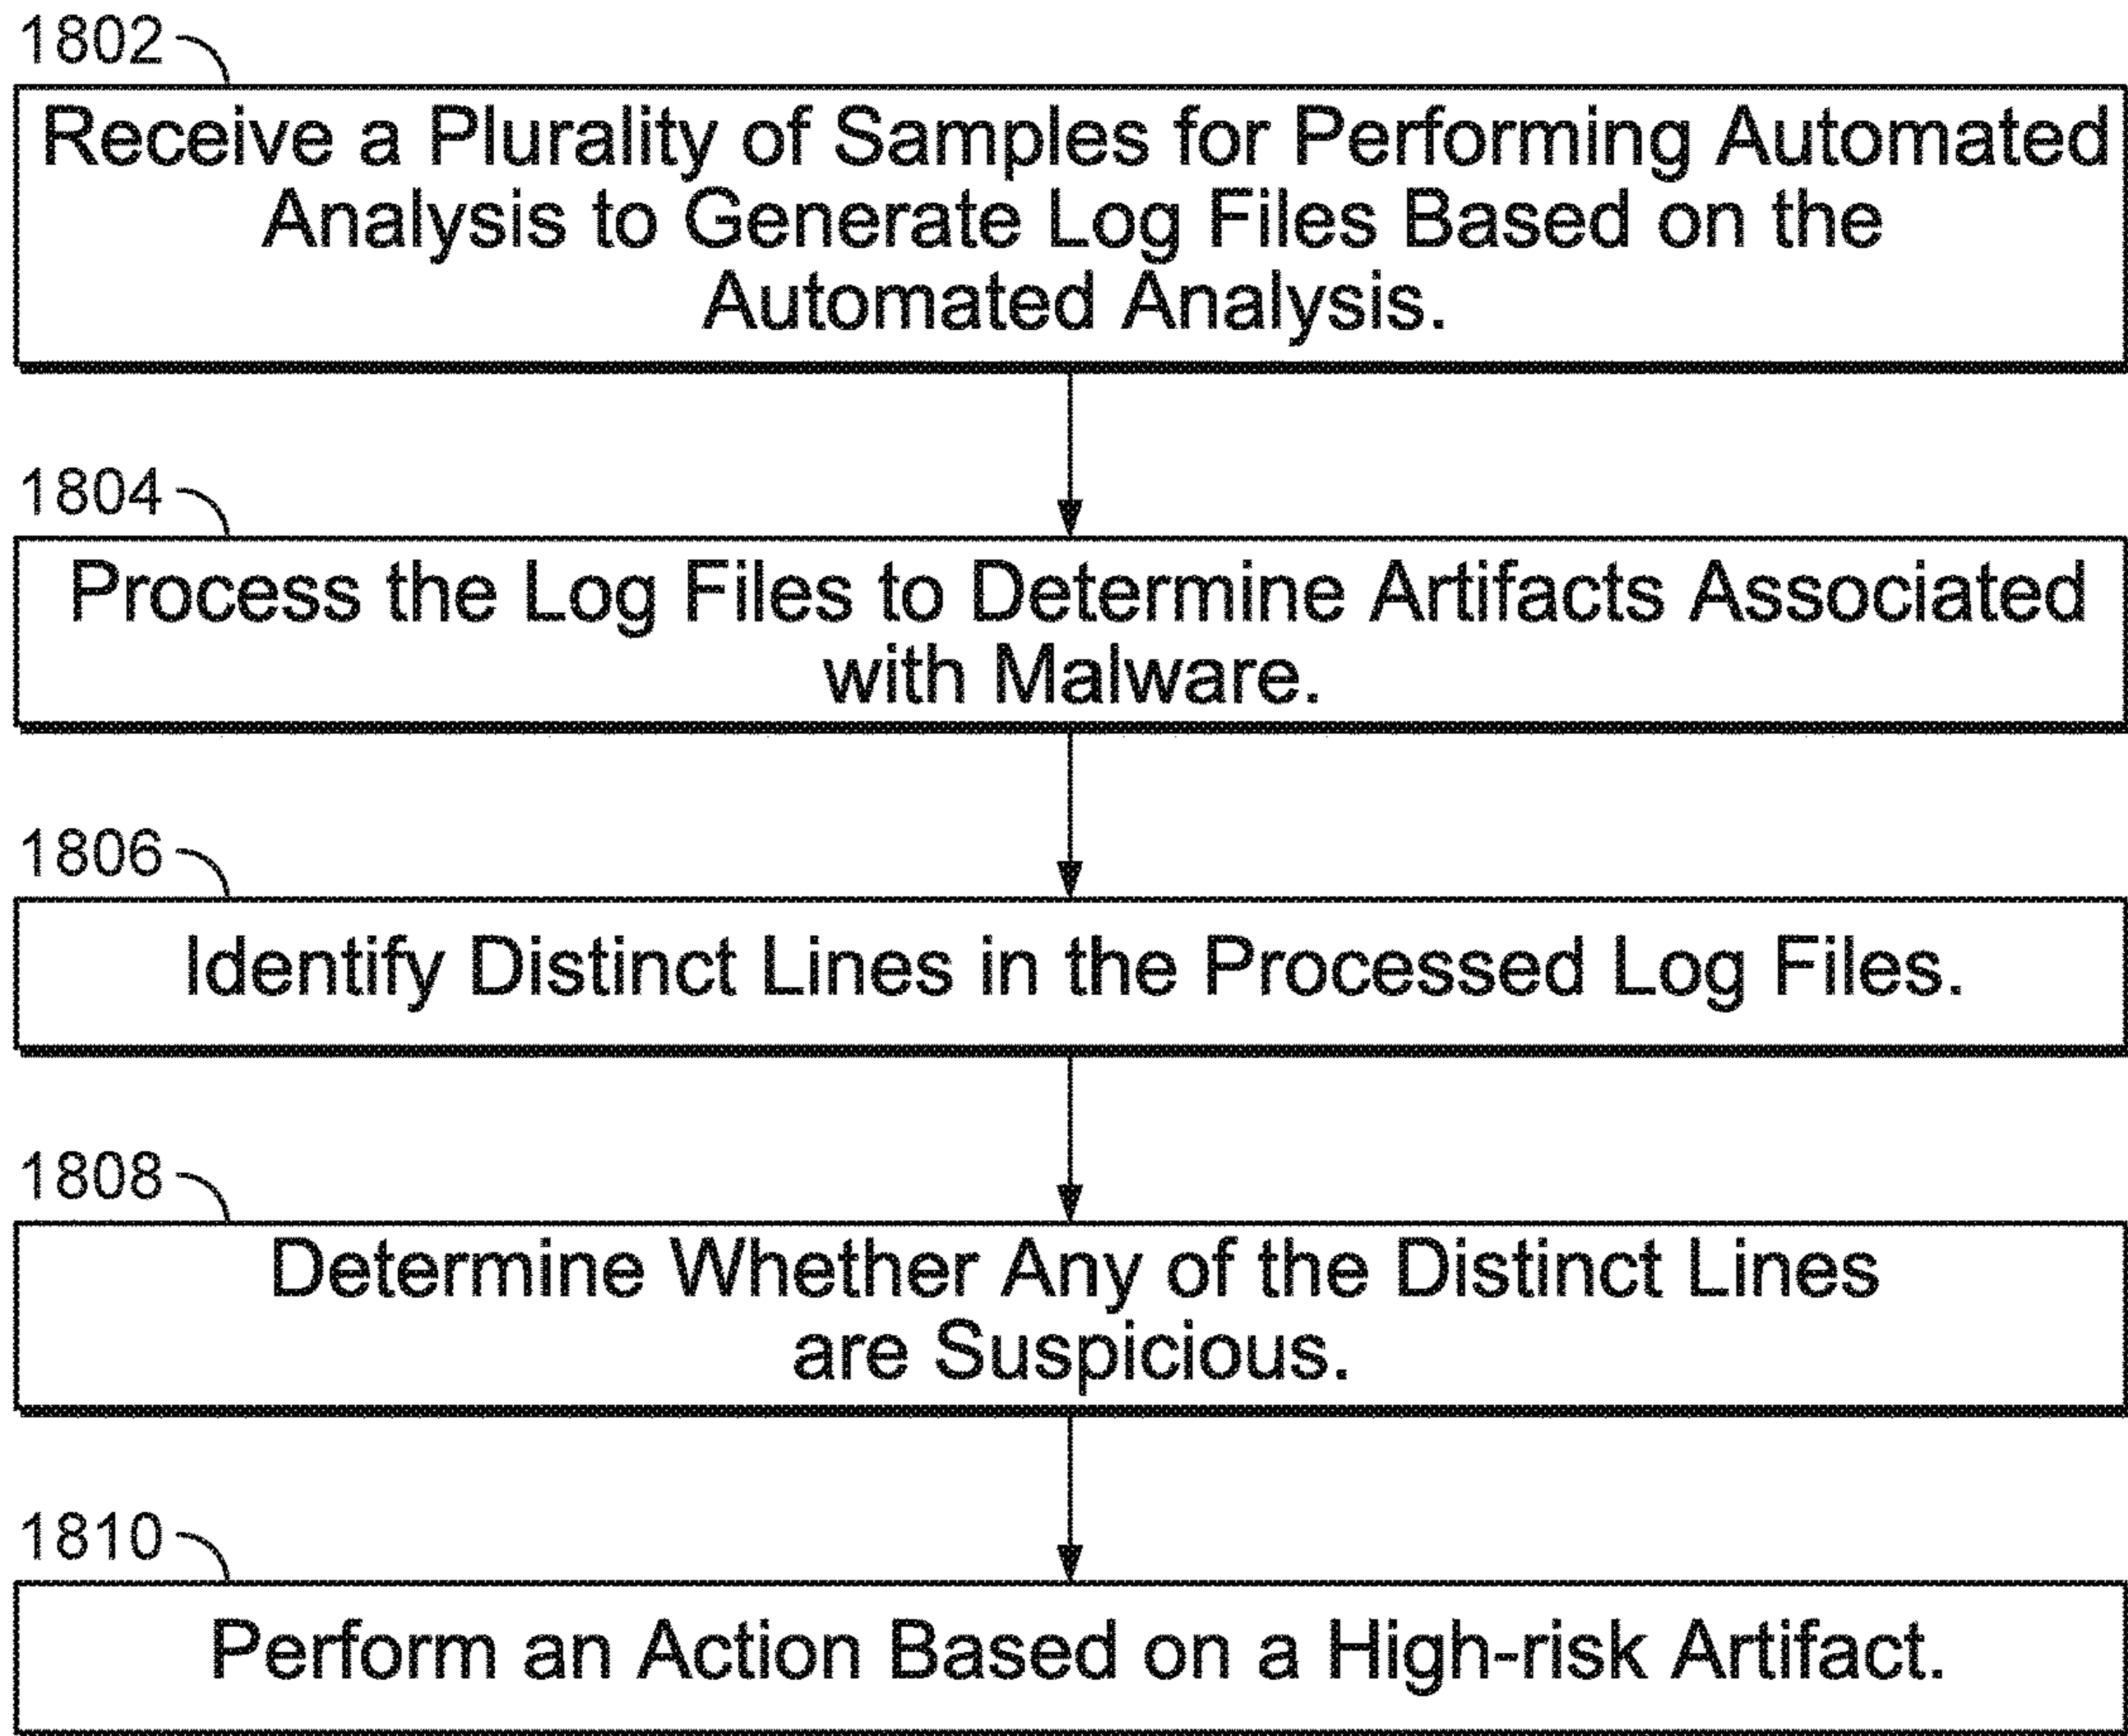 1802
Receive a Plurality of Samples for Performing Automated
Analysis to Generate Log Files Based on the
Automated Analysis.
1804
Process the Log Files to Determine Artifacts Associated
with Malware.
1806
Identify Distinct Lines in the Processed Log Files.
1808
Determine Whether Any of the Distinct Lines
are Suspicious.
1810
Perform an Action Based on a High-risk Artifact.